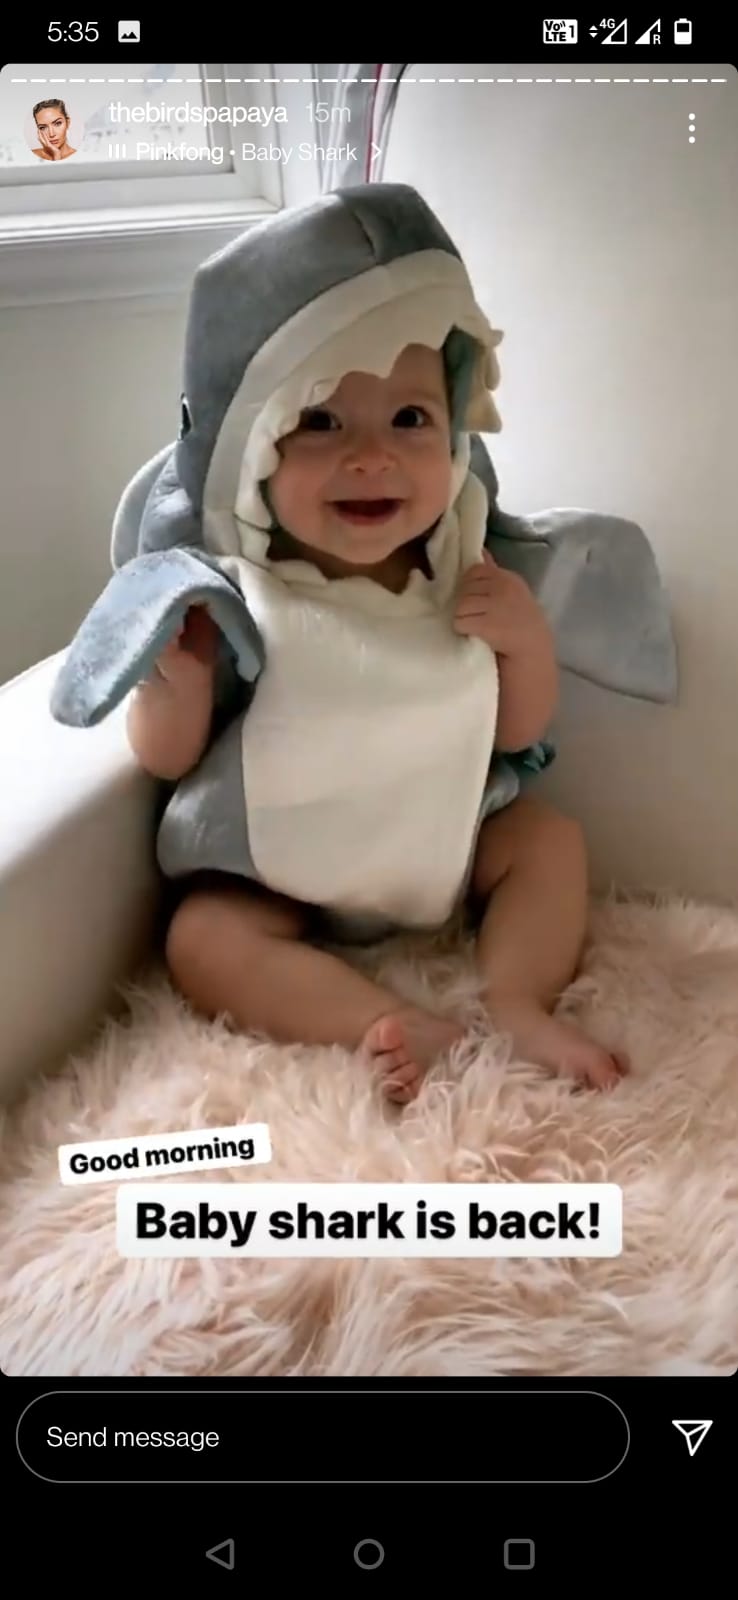 5:35
Vo)) LTE 1 4G R
thebirdspapaya 15m
Pinkfong • Baby Shark >
Good morning
Baby shark is back!
Send message